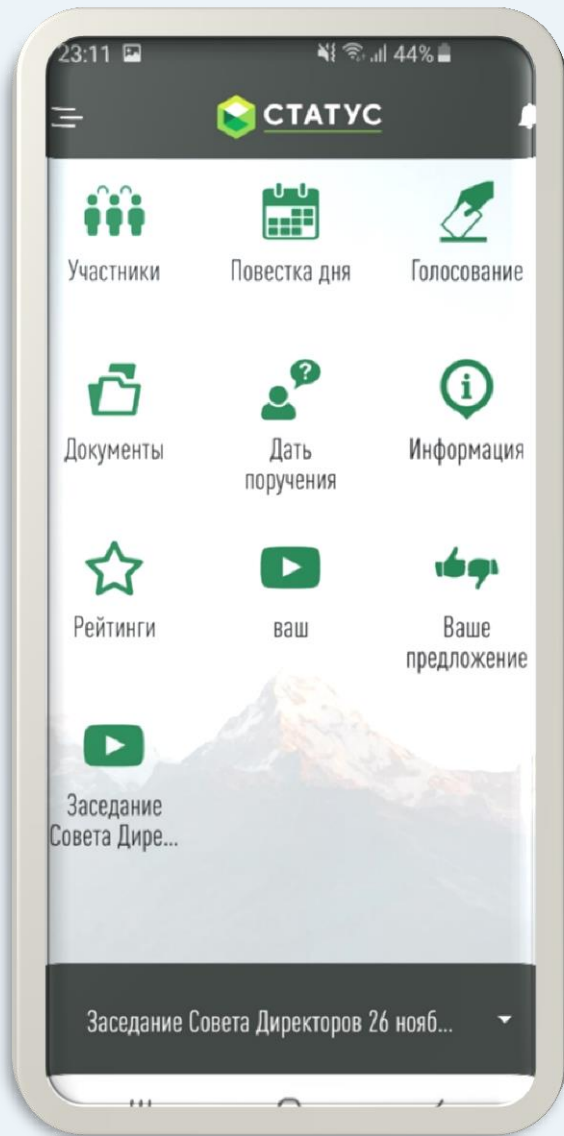 23:11 44%
СТАТУС
Участники Повестка дня Голосование
Документы Дать поручения Информация
Рейтинги ваш Ваше предложение
Заседание
Совета Дире...
Заседание Совета Директоров 26 нояб...